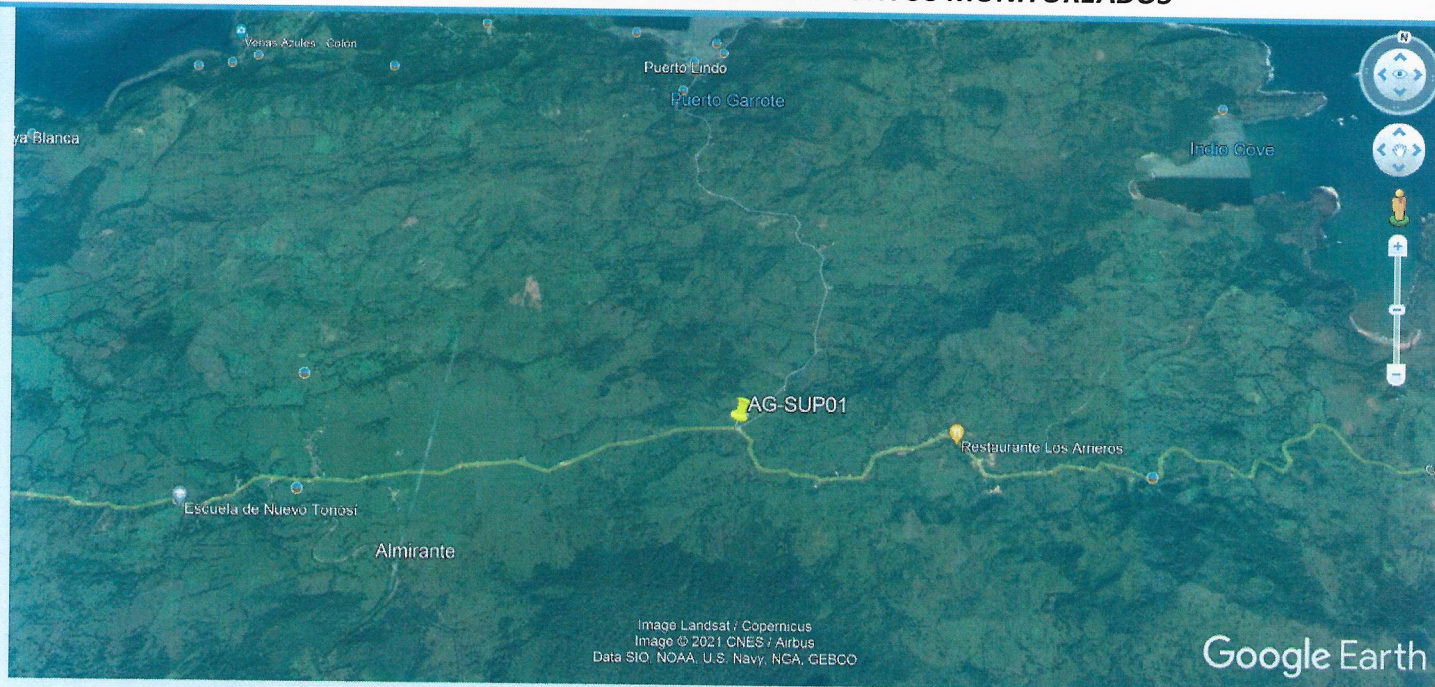 MONITOREADOS
N
Venas Azules - Colón
Puerto Lindo
Puerto Garrote
ya Blanca
Indio Cove
AG-SUP01
Restaurante Los Arrieros
Escuela de Nuevo Tonosí
Almirante
Image Landsat / Copernicus
Image © 2021 CNES / Airbus
Data SIO, NOAA, U.S. Navy, NGA, GEBCO
Google Earth